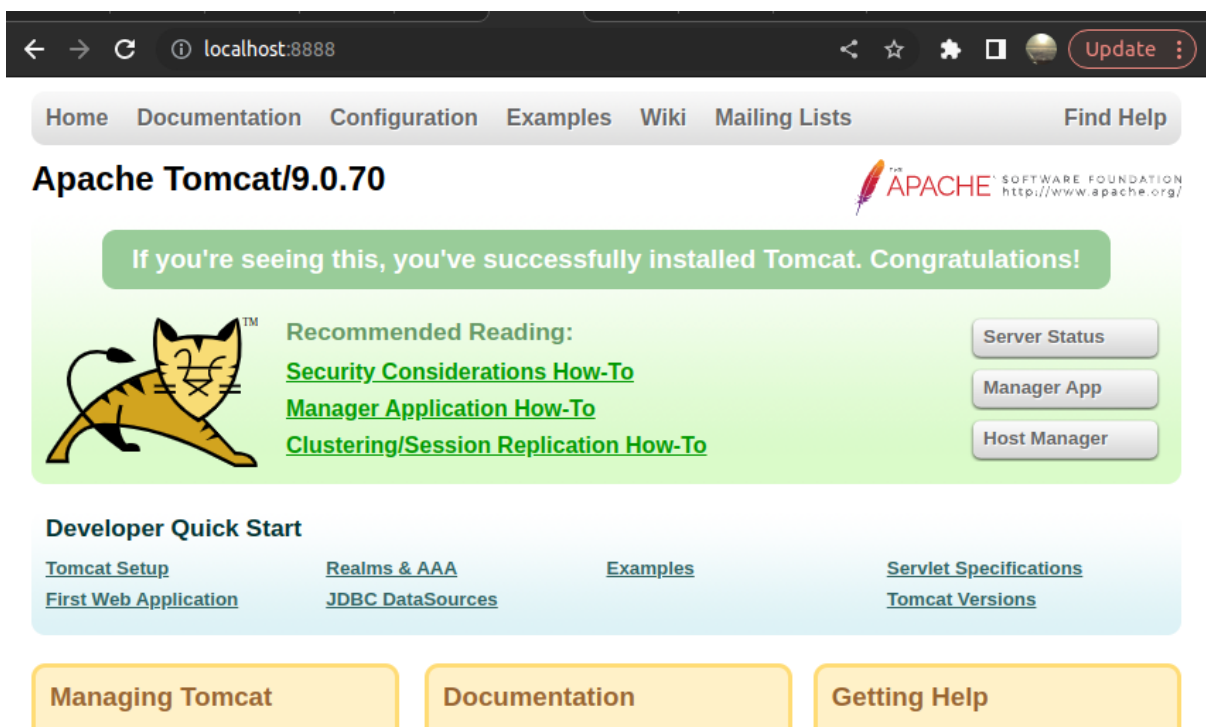 localhost:8888
Update
Home Documentation Configuration Examples Wiki Mailing Lists Find Help
Apache Tomcat/9.0.70
THE
APACHE SOFTWARE FOUNDATION
http://www.apache.org/
If you're seeing this, you've successfully installed Tomcat. Congratulations!
TM
Recommended Reading:
Security Considerations How-To
Manager Application How-To
Clustering/Session Replication How-To
Server Status
Manager App
Host Manager
Developer Quick Start
Tomcat Setup Realms & AAA Examples Servlet Specifications
First Web Application JDBC DataSources Tomcat Versions
Managing Tomcat Documentation Getting Help